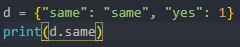 d = {"same": "same", "yes": 1}
print(d.same)